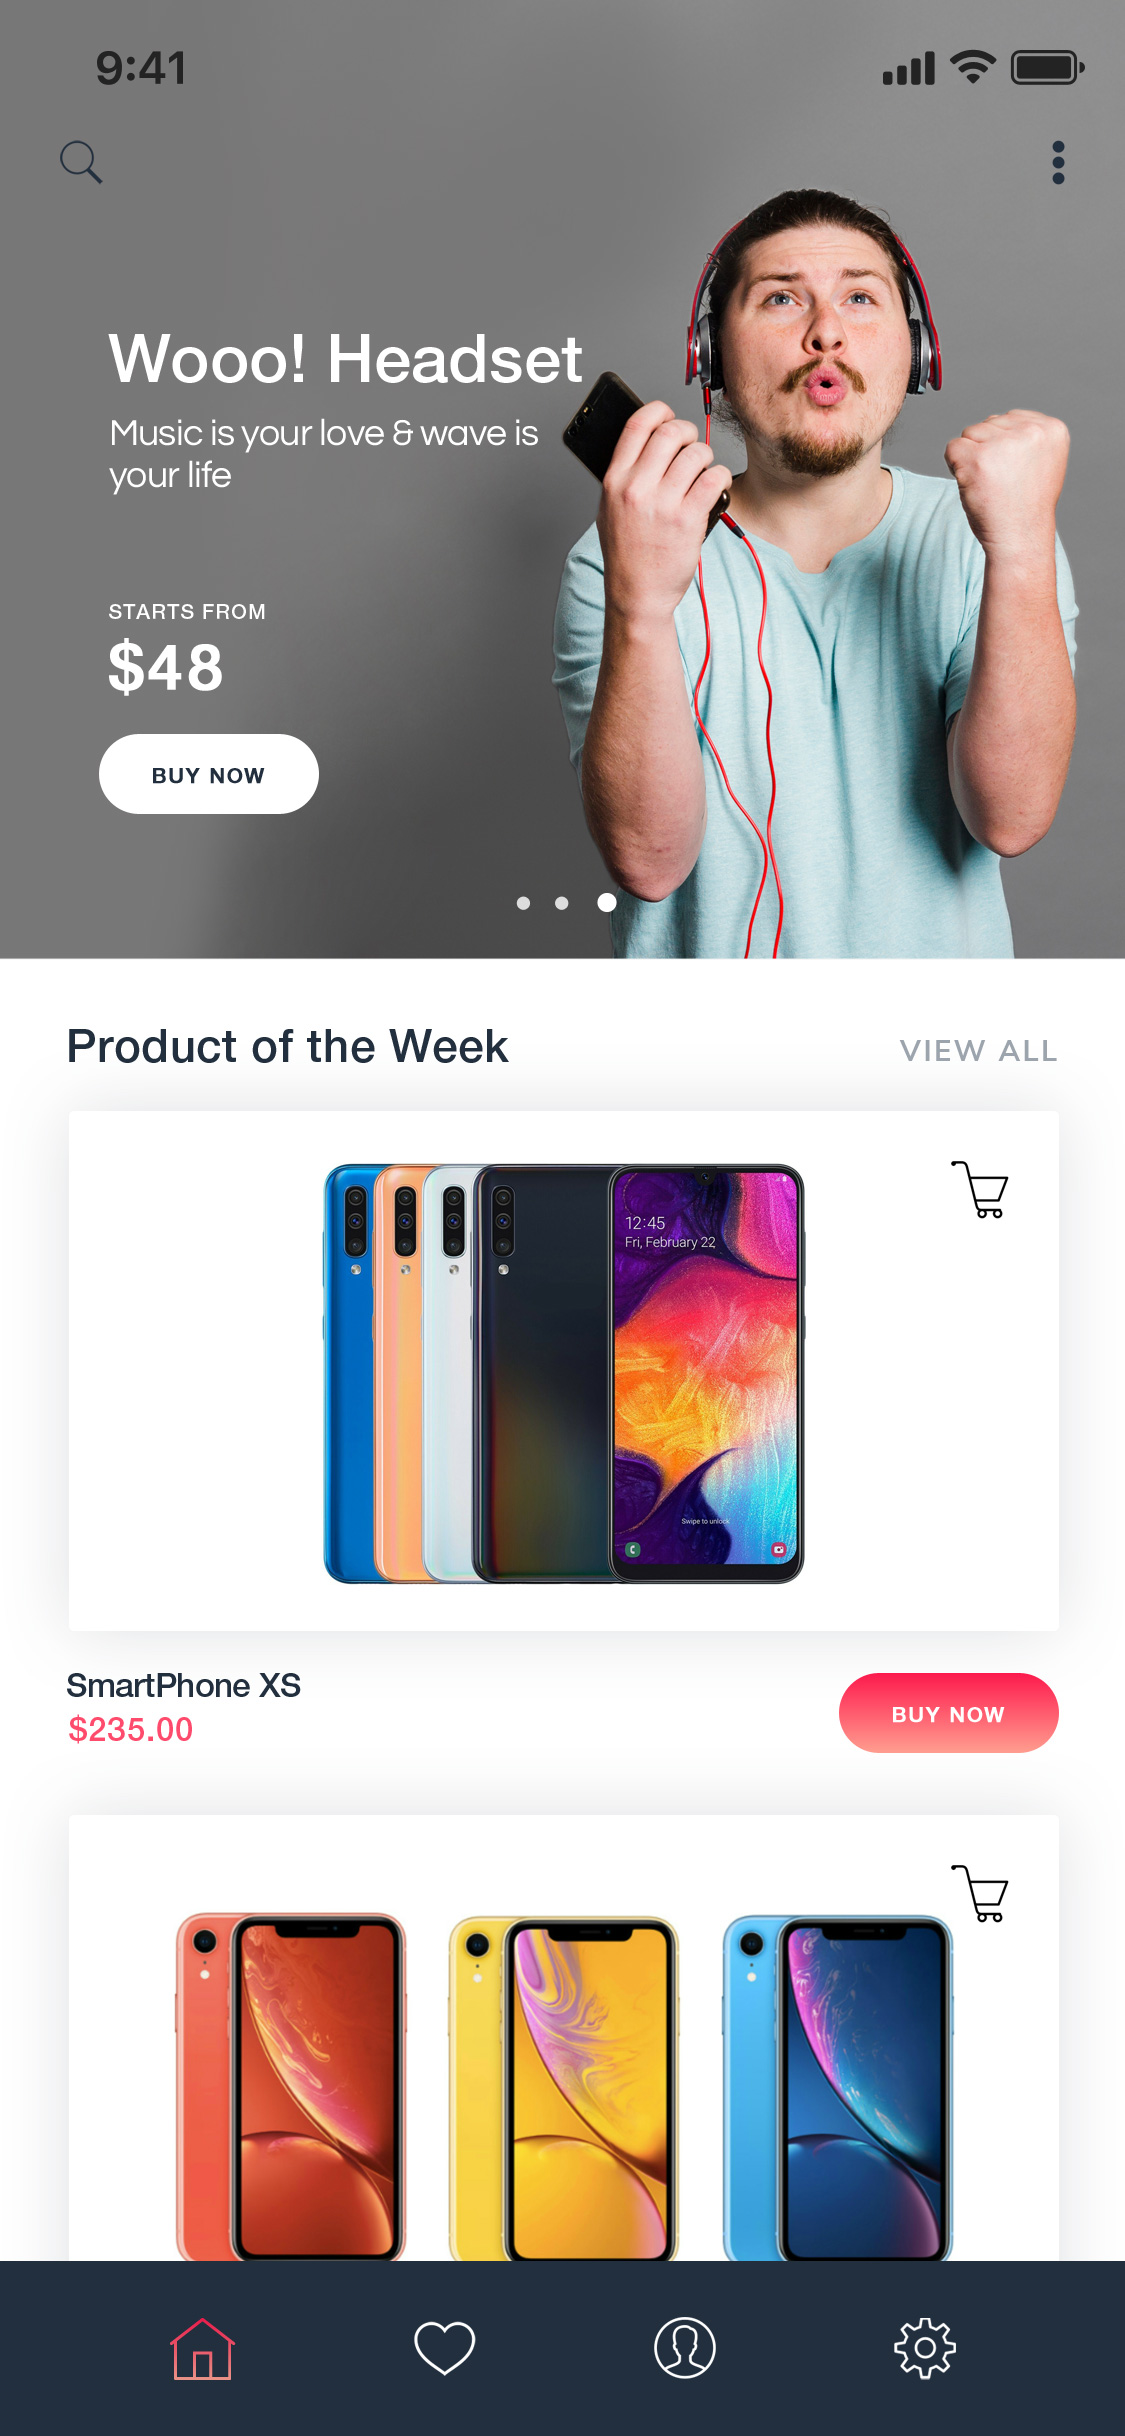 9:41
Wooo! Headset
Music is your love & wave is
your life
STARTS FROM
$48
BUY NOW
Product of the Week
VIEW ALL
12:45
Fri, February 22
Swipe to unlock
SmartPhone XS
$235.00
BUY NOW